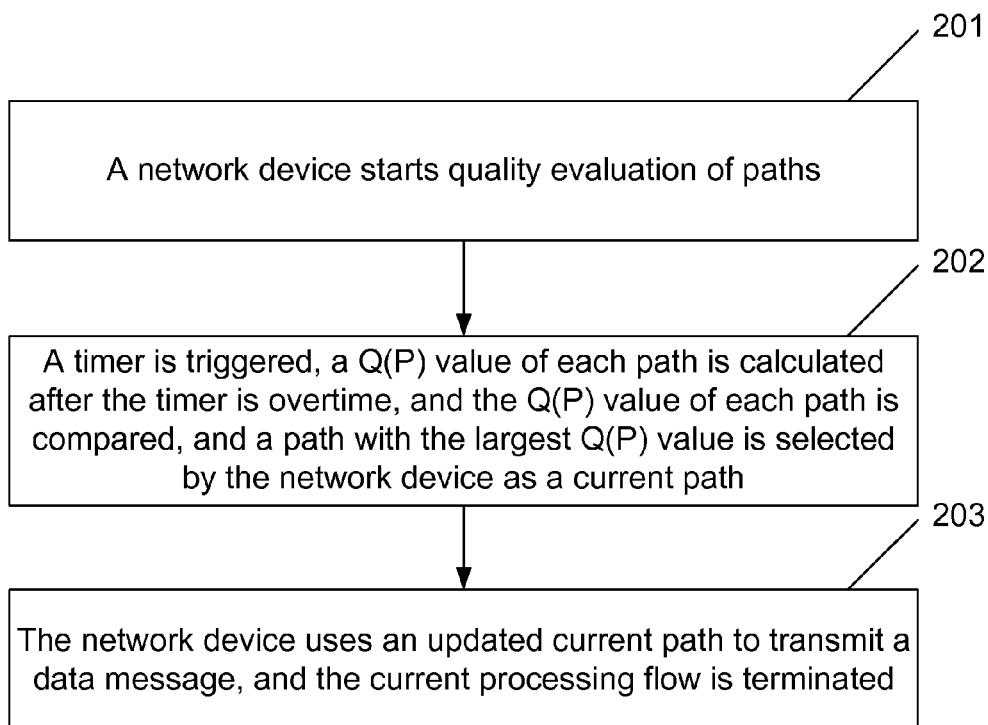 201
A network device starts quality evaluation of paths
202
A timer is triggered, a Q(P) value of each path is calculated
after the timer is overtime, and the Q(P) value of each path is
compared, and a path with the largest Q(P) value is selected
by the network device as a current path
203
The network device uses an updated current path to transmit a
data message, and the current processing flow is terminated